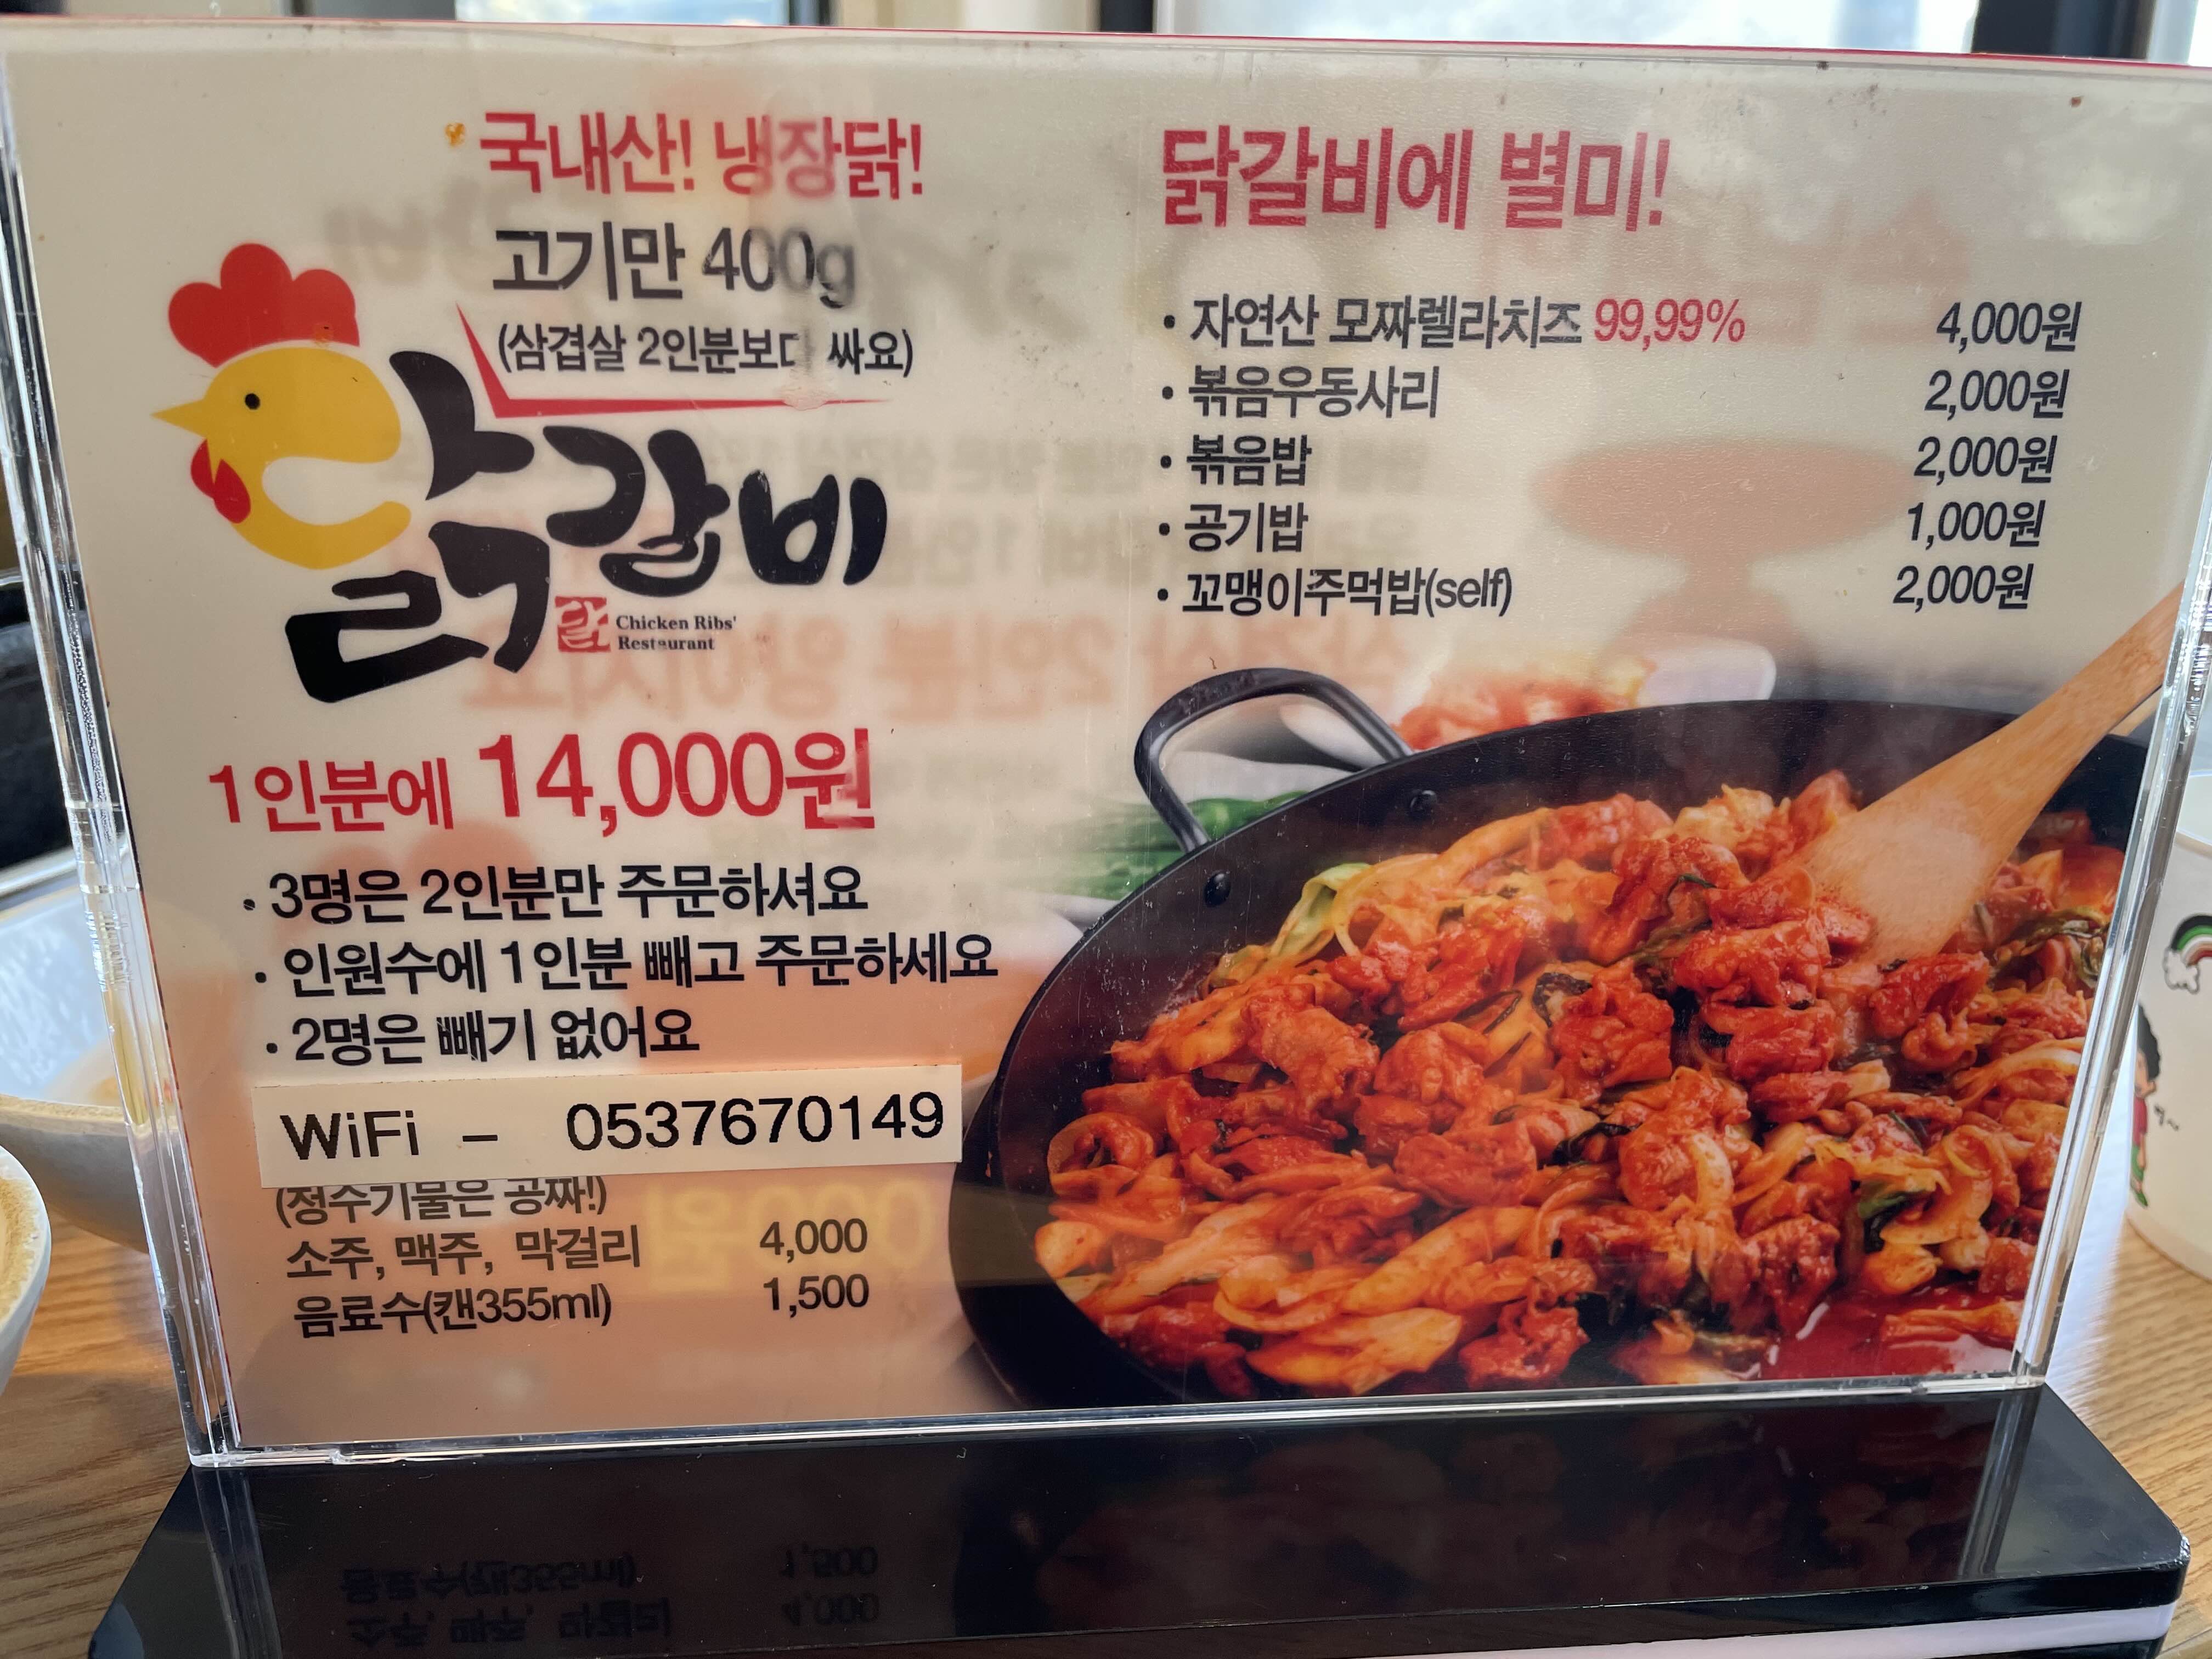 국내산! 냉장닭!
고기만 400g
(삼겹살 2인분보다 싸요)
닭갈비
닭
Chicken Ribs'
Restaurant
1인분에 14,000원
· 3명은 2인분만 주문하셔요
· 인원수에 1인분 빼고 주문하세요
· 2명은 빼기 없어요
WiFi – 0537670149
(정수기물은 공짜!)
소주, 맥주, 막걸리 4,000
음료수(캔355ml) 1,500
닭갈비에 별미!
· 자연산 모짜렐라치즈 99,99% 4,000원
· 볶음우동사리 2,000원
· 볶음밥 2,000원
· 공기밥 1,000원
· 꼬맹이주먹밥(self) 2,000원